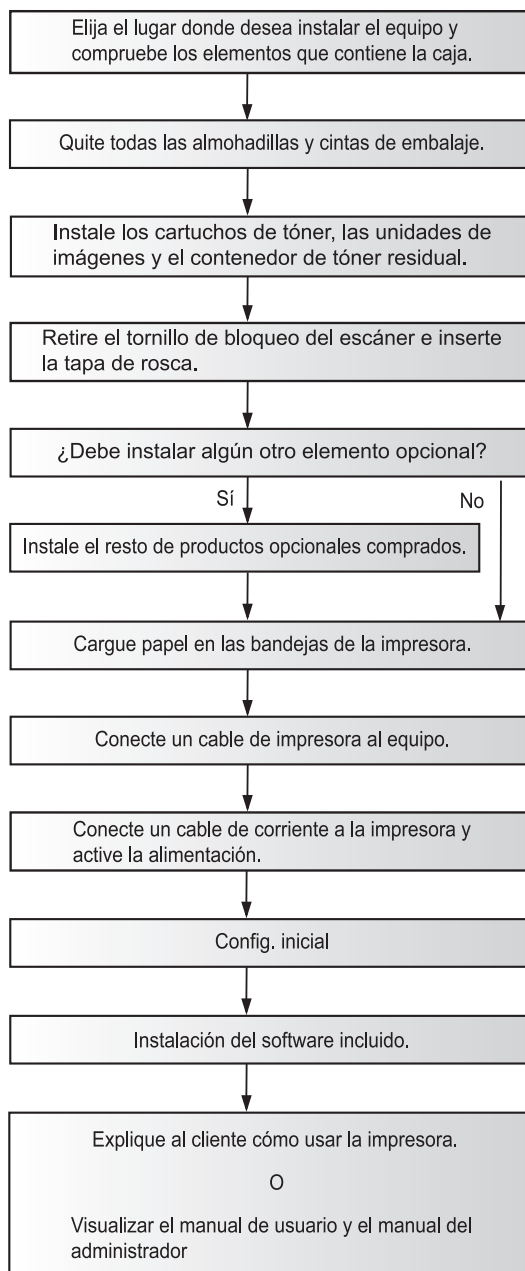 Elija el lugar donde desea instalar el equipo y
compruebe los elementos que contiene la caja.
Quite todas las almohadillas y cintas de embalaje.
Instale los cartuchos de tóner, las unidades de
imágenes y el contenedor de tóner residual.
Retire el tornillo de bloqueo del escáner e inserte
la tapa de rosca.
¿Debe instalar algún otro elemento opcional?
Sí
No
Instale el resto de productos opcionales comprados.
Cargue papel en las bandejas de la impresora.
Conecte un cable de impresora al equipo.
Conecte un cable de corriente a la impresora y
active la alimentación.
Config. inicial
Instalación del software incluido.
Explique al cliente cómo usar la impresora.
O
Visualizar el manual de usuario y el manual del
administrador